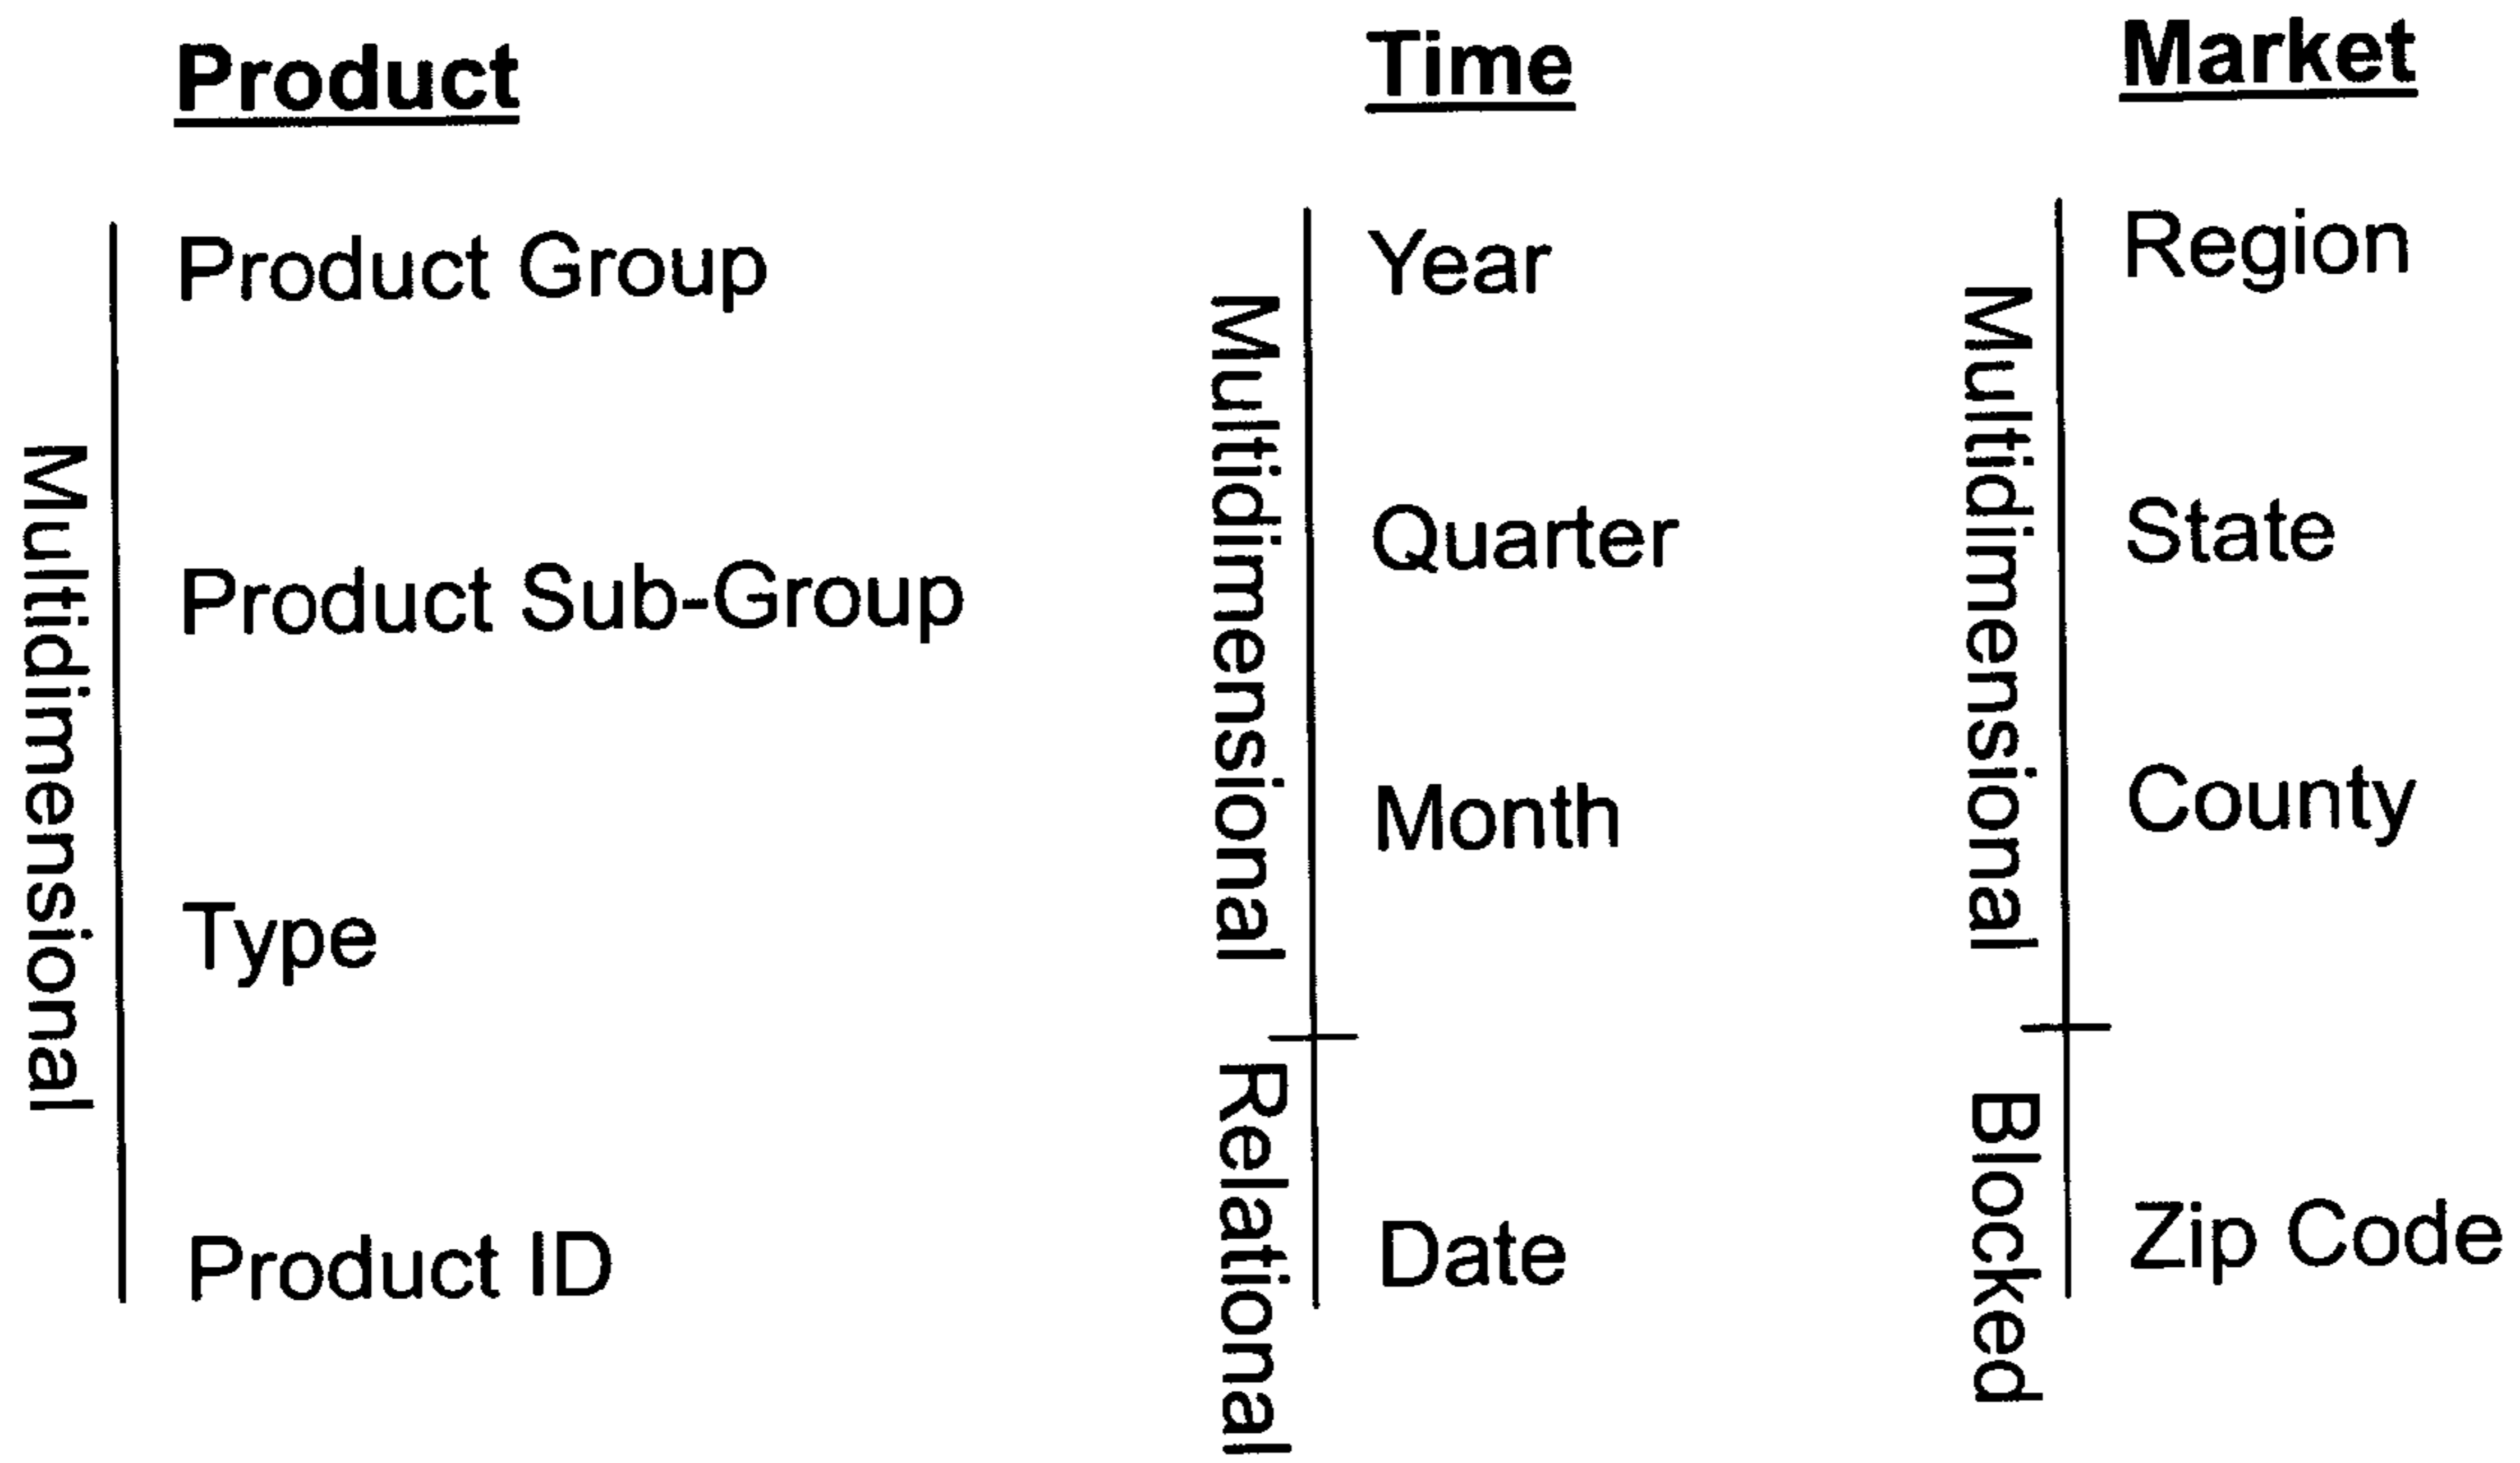 Product
Multidimensional
Product Group
Product Sub-Group
Type
Product ID
Time
Multidimensional
Relational
Year
Quarter
Month
Date
Market
Multidimensional
Blocked
Region
State
County
Zip Code